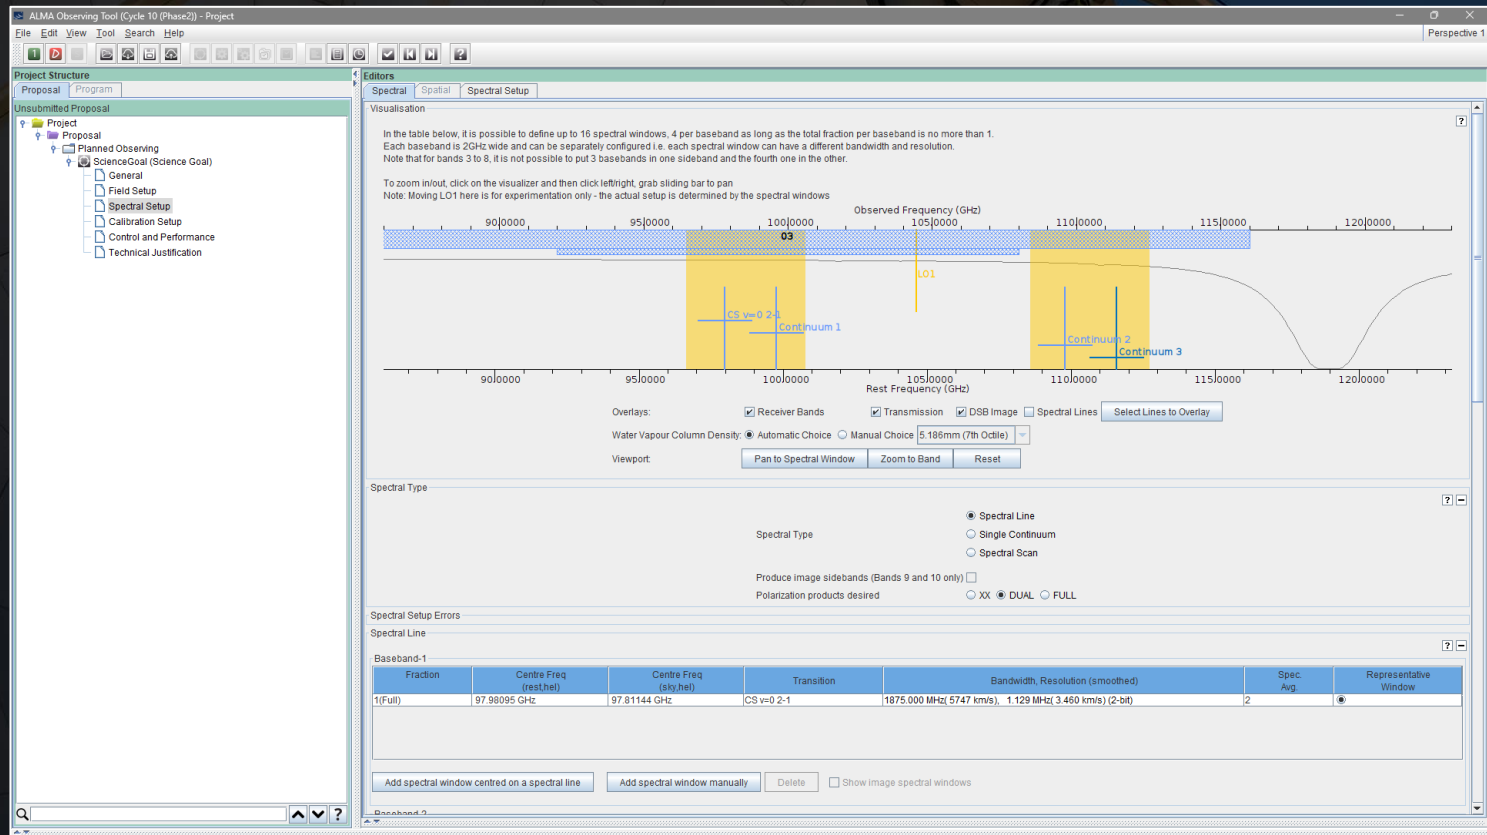 ALMA Observing Tool (Cycle 10 (Phase2)) - Project
File Edit View Tool Search Help
Perspective 1
Project Structure
Proposal Program
Unsubmitted Proposal
Project
Proposal
Planned Observing
ScienceGoal (Science Goal)
General
Field Setup
Spectral Setup
Calibration Setup
Control and Performance
Technical Justification
Editors
Spectral Spatial Spectral Setup
Visualisation
In the table below, it is possible to define up to 16 spectral windows, 4 per baseband as long as the total fraction per baseband is no more than 1.
Each baseband is 2GHz wide and can be separately configured i.e. each spectral window can have a different bandwidth and resolution.
Note that for bands 3 to 8, it is not possible to put 3 basebands in one sideband and the fourth one in the other.
To zoom in/out, click on the visualizer and then click left/right, grab sliding bar to pan
Note: Moving LO1 here is for experimentation only - the actual setup is determined by the spectral windows
Observed Frequency (GHz)
90|0000 95|0000 100|0000 105|0000 110|0000 115|0000 120|0000
03
LO1
CS v=0 2-1
Continuum 1
Continuum 2
Continuum 3
90|0000 95|0000 100|0000 105|0000 110|0000 115|0000 120|0000
Rest Frequency (GHz)
Overlays: Receiver Bands Transmission DSB Image Spectral Lines Select Lines to Overlay
Water Vapour Column Density: Automatic Choice Manual Choice 5.186mm (7th Octile)
Viewport: Pan to Spectral Window Zoom to Band Reset
Spectral Type
Spectral Line
Spectral Type Single Continuum
Spectral Scan
Produce image sidebands (Bands 9 and 10 only)
Polarization products desired XX DUAL FULL
Spectral Setup Errors
Spectral Line
Baseband-1
Fraction Centre Freq (rest,hel) Centre Freq (sky,hel) Transition Bandwidth, Resolution (smoothed) Spec. Avg. Representative Window
1(Full) 97.98095 GHz 97.81144 GHz CS v=0 2-1 1875.000 MHz( 5747 km/s), 1.129 MHz( 3.460 km/s) (2-bit) 2
Add spectral window centred on a spectral line Add spectral window manually Delete Show image spectral windows
Baseband-2